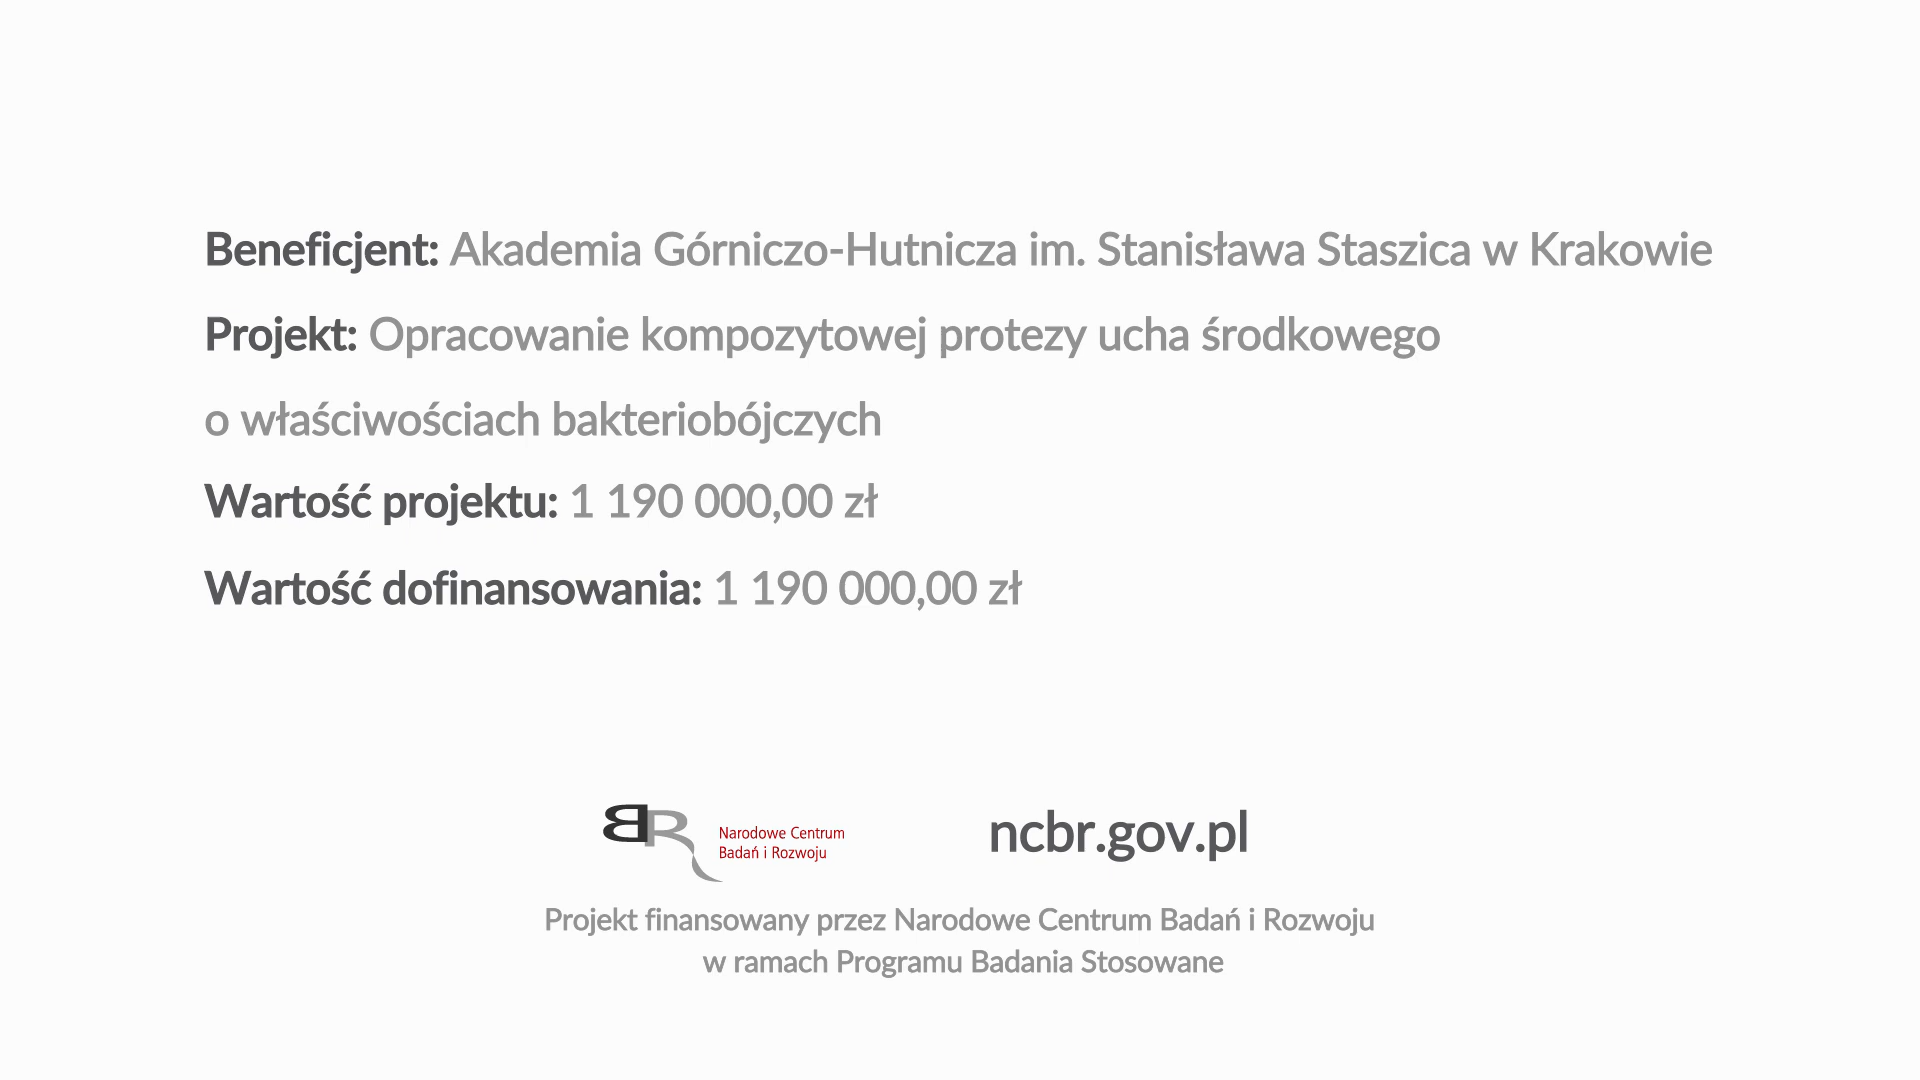 Beneficjent: Akademia Górniczo-Hutnicza im. Stanisława Staszica w Krakowie
Projekt: Opracowanie kompozytowej protezy ucha środkowego
o właściwościach bakteriobójczych
Wartość projektu: 1 190 000,00 zł
Wartość dofinansowania: 1 190 000,00 zł
BR
Narodowe Centrum
Badań i Rozwoju
ncbr.gov.pl
Projekt finansowany przez Narodowe Centrum Badań i Rozwoju
w ramach Programu Badania Stosowane